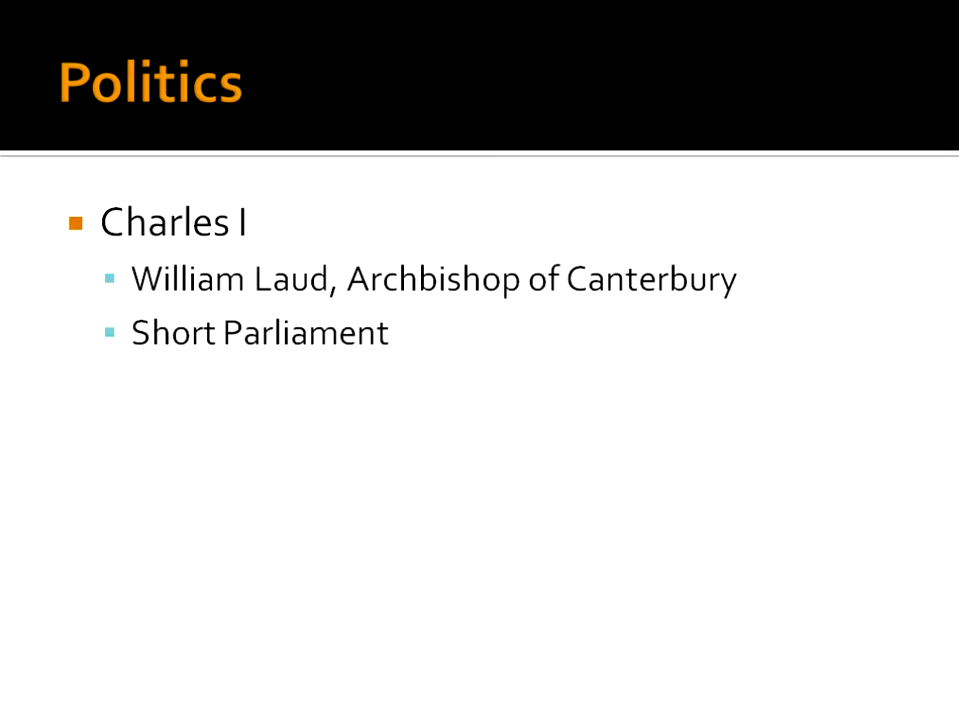 Politics
Charles I
William Laud, Archbishop of Canterbury
Short Parliament